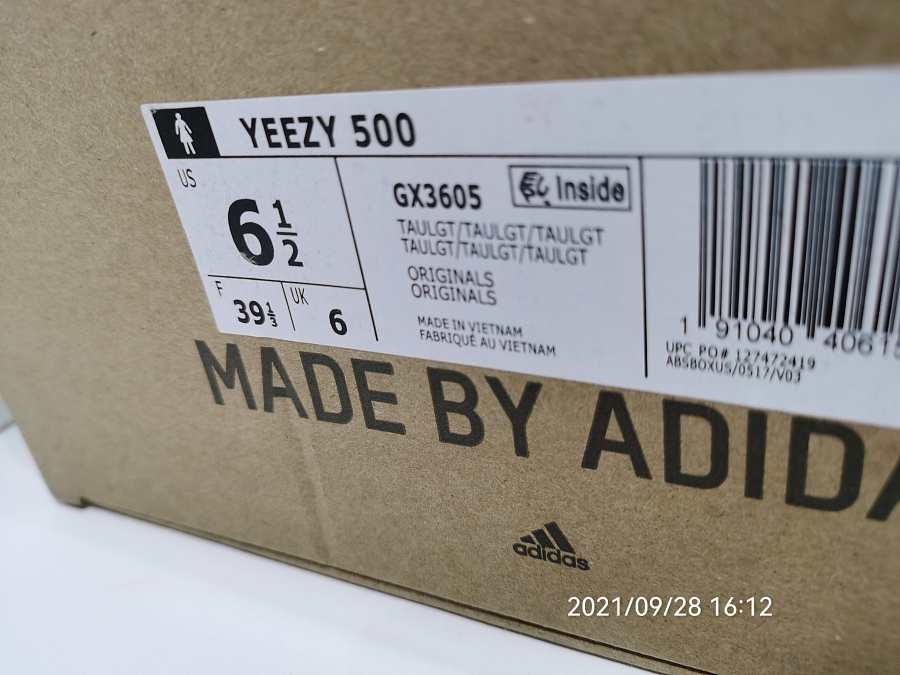 YEEZY 500
US
6 1/2
F
39 1/3
UK
6
GX3605
Inside
TAULGT/TAULGT/TAULGT
TAULGT/TAULGT/TAULGT
ORIGINALS
ORIGINALS
MADE IN VIETNAM
FABRIQUÉ AU VIETNAM
1 91040 40615
UPC PO# 127472419
ABSBOXUS/0517/V03
MADE BY ADIDA
adidas
2021/09/28 16:12